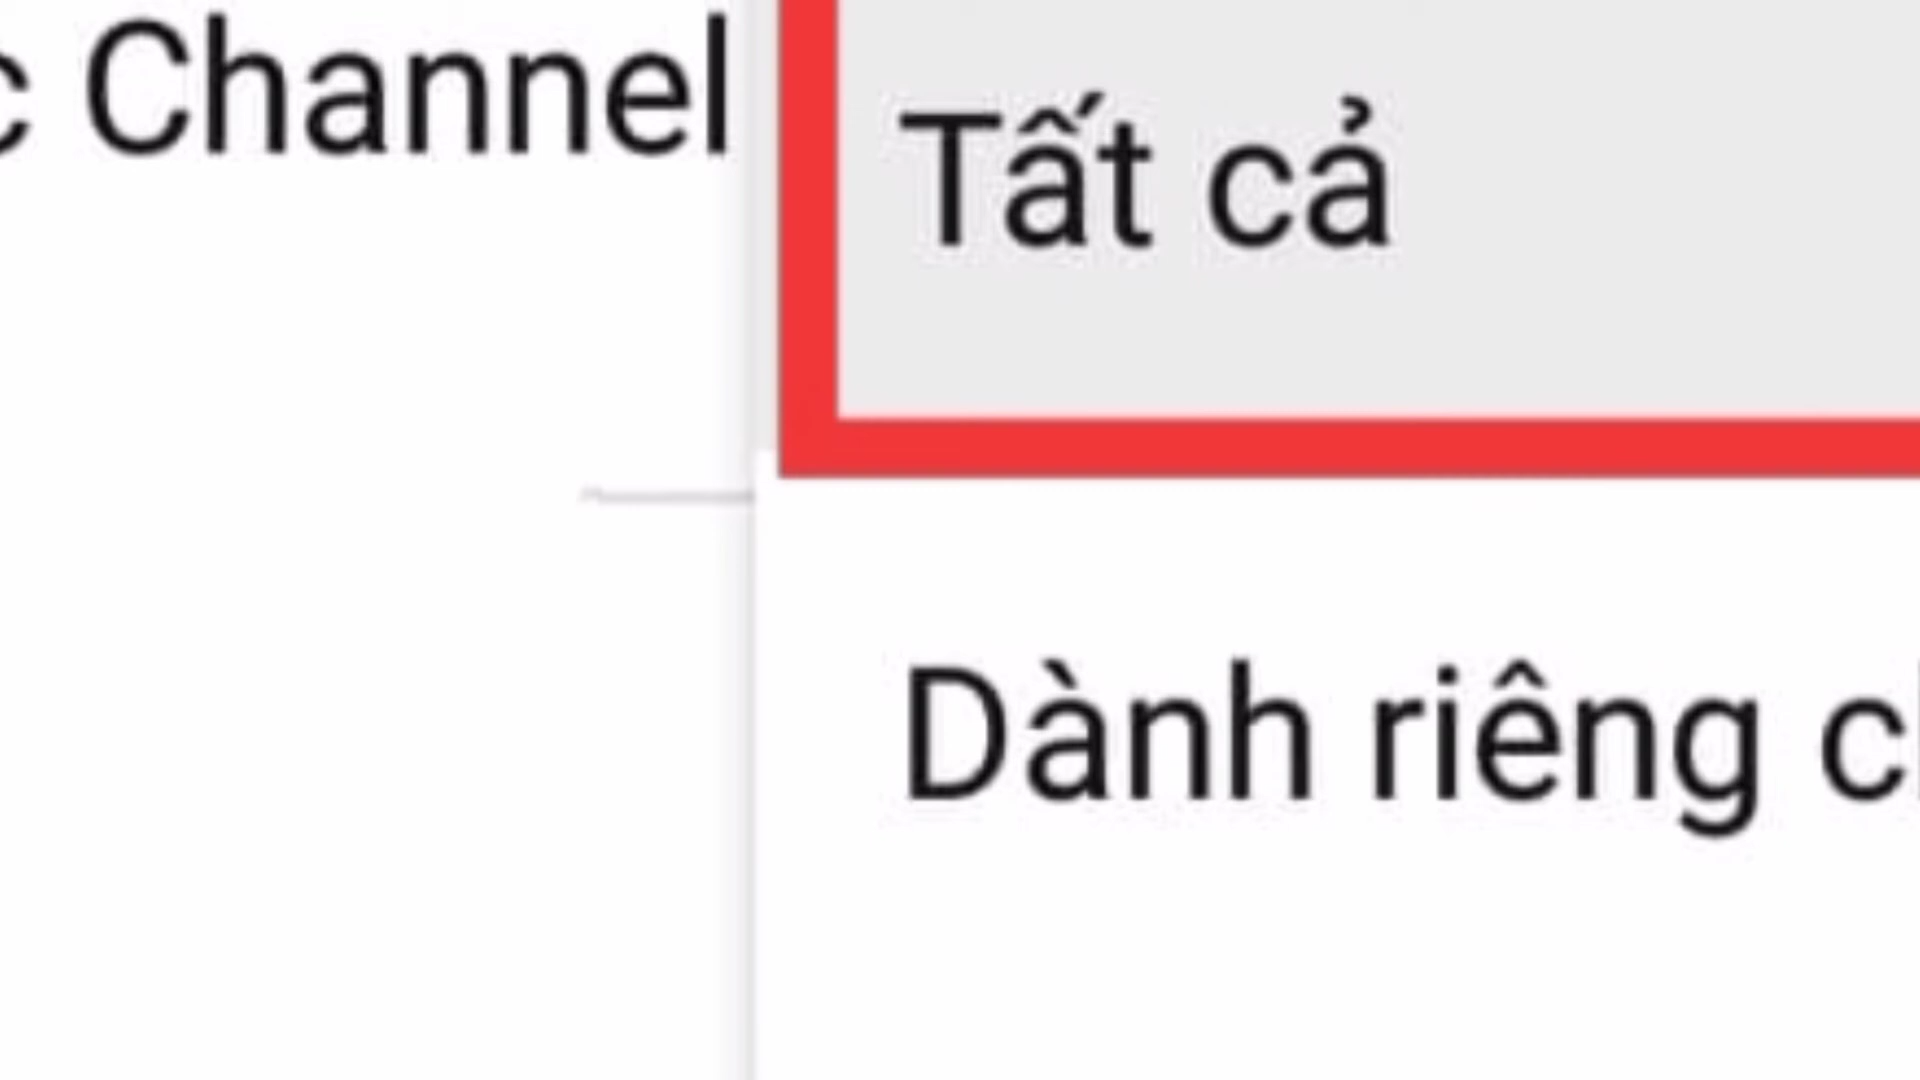 Channel
Tất cả
Dành riêng